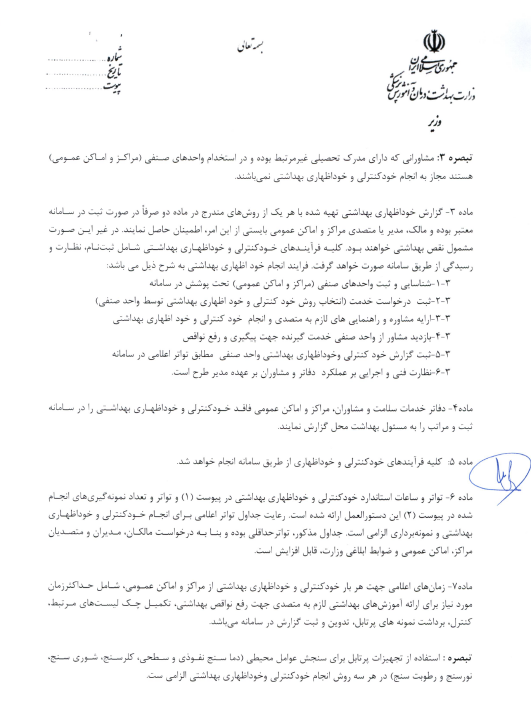 بسمه تعالی
جمهوری اسلامی ایران
وزارت بهداشت، درمان و آموزش پزشکی
وزیر
شماره
تاریخ
پیوست
تبصره ۳: مشاورانی که دارای مدرک تحصیلی غیرمرتبط بوده و در استخدام واحدهای صنفی (مراکز و اماکن عمومی)
هستند مجاز به انجام خودکنترلی و خوداظهاری بهداشتی نمی‌باشند.
ماده ۳- گزارش خوداظهاری بهداشتی تهیه شده با هر یک از روش‌های مندرج در ماده دو صرفاً در صورت ثبت در سامانه
معتبر بوده و مالک، مدیر یا متصدی مراکز و اماکن عمومی بایستی از این امر، اطمینان حاصل نمایند. در غیر این صورت
مشمول نقص بهداشتی خواهند بود. کلیه فرآیندهای خودکنترلی و خوداظهاری بهداشتی شامل ثبت‌نام، نظارت و
رسیدگی از طریق سامانه صورت خواهد گرفت. فرایند انجام خود اظهاری بهداشتی به شرح ذیل می باشد:
۳-۱-شناسایی و ثبت واحدهای صنفی (مراکز و اماکن عمومی) تحت پوشش در سامانه
۳-۲-ثبت درخواست خدمت (انتخاب روش خود کنترلی و خود اظهاری بهداشتی توسط واحد صنفی)
۳-۳-ارایه مشاوره و راهنمایی های لازم به متصدی و انجام خود کنترلی و خود اظهاری بهداشتی
۳-۴-بازدید مشاور از واحد صنفی خدمت گیرنده جهت پیگیری و رفع نواقص
۳-۵-ثبت گزارش خود کنترلی وخوداظهاری بهداشتی واحد صنفی مطابق تواتر اعلامی در سامانه
۳-۶-نظارت فنی و اجرایی بر عملکرد دفاتر و مشاوران بر عهده مدیر طرح است.
ماده۴- دفاتر خدمات سلامت و مشاوران، مراکز و اماکن عمومی فاقد خودکنترلی و خوداظهاری بهداشتی را در سامانه
ثبت و مراتب را به مسئول بهداشت محل گزارش نمایند.
ماده ۵: کلیه فرآیندهای خودکنترلی و خوداظهاری از طریق سامانه انجام خواهد شد.
ماده ۶- تواتر و ساعات استاندارد خودکنترلی و خوداظهاری بهداشتی در پیوست (۱) و تواتر و تعداد نمونه‌گیری‌های انجام
شده در پیوست (۲) این دستورالعمل ارائه شده است. رعایت جداول تواتر اعلامی برای انجام خودکنترلی و خوداظهاری
بهداشتی و نمونه‌برداری الزامی است. جداول مذکور، تواترحداقلی بوده و بنا به درخواست مالکان، مدیران و متصدیان
مراکز، اماکن عمومی و ضوابط ابلاغی وزارت، قابل افزایش است.
ماده۷- زمان‌های اعلامی جهت هر بار خودکنترلی و خوداظهاری بهداشتی از مراکز و اماکن عمومی، شامل حداکثرزمان
مورد نیاز برای ارائه آموزش‌های بهداشتی لازم به متصدی جهت رفع نواقص بهداشتی، تکمیل چک لیست‌های مرتبط،
کنترل، برداشت نمونه های پرتابل، تدوین و ثبت گزارش در سامانه می‌باشد.
تبصره : استفاده از تجهیزات پرتابل برای سنجش عوامل محیطی (دما سنج نفوذی و سطحی، کلرسنج، شوری سنج،
نورسنج و رطوبت سنج) در هر سه روش انجام خودکنترلی وخوداظهاری بهداشتی الزامی ست.